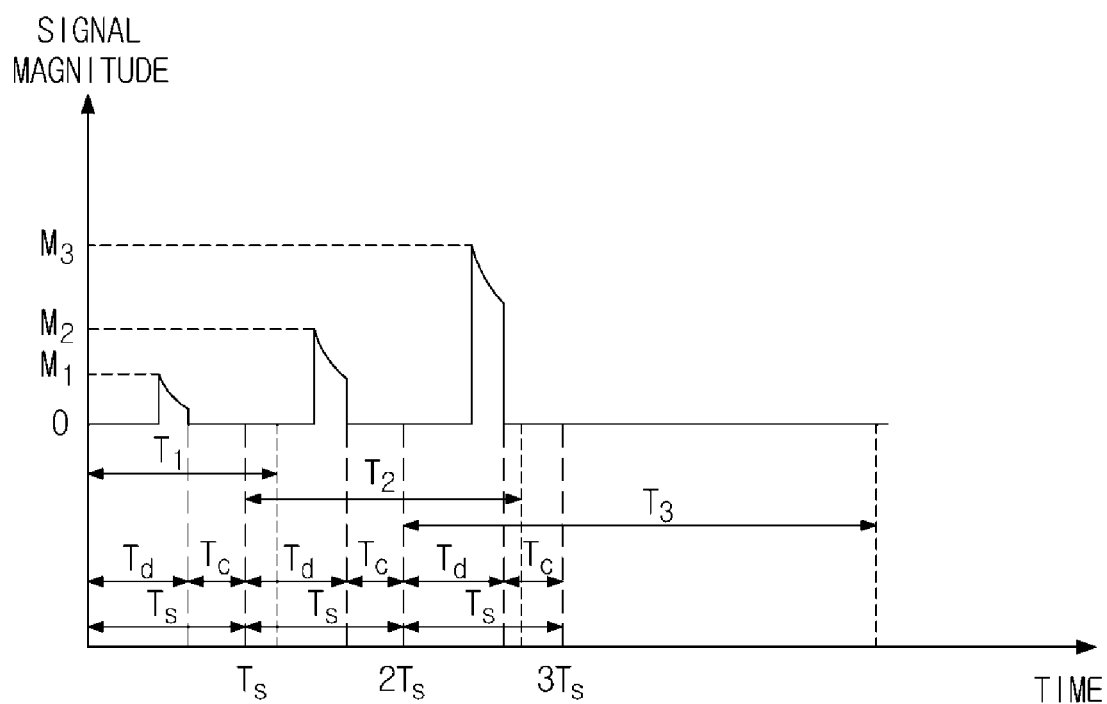 SIGNAL
MAGNITUDE
M3
M2
M1
0
T1
T2
T3
Td Tc Td Tc Td Tc
Ts Ts Ts
Ts 2Ts 3Ts
TIME